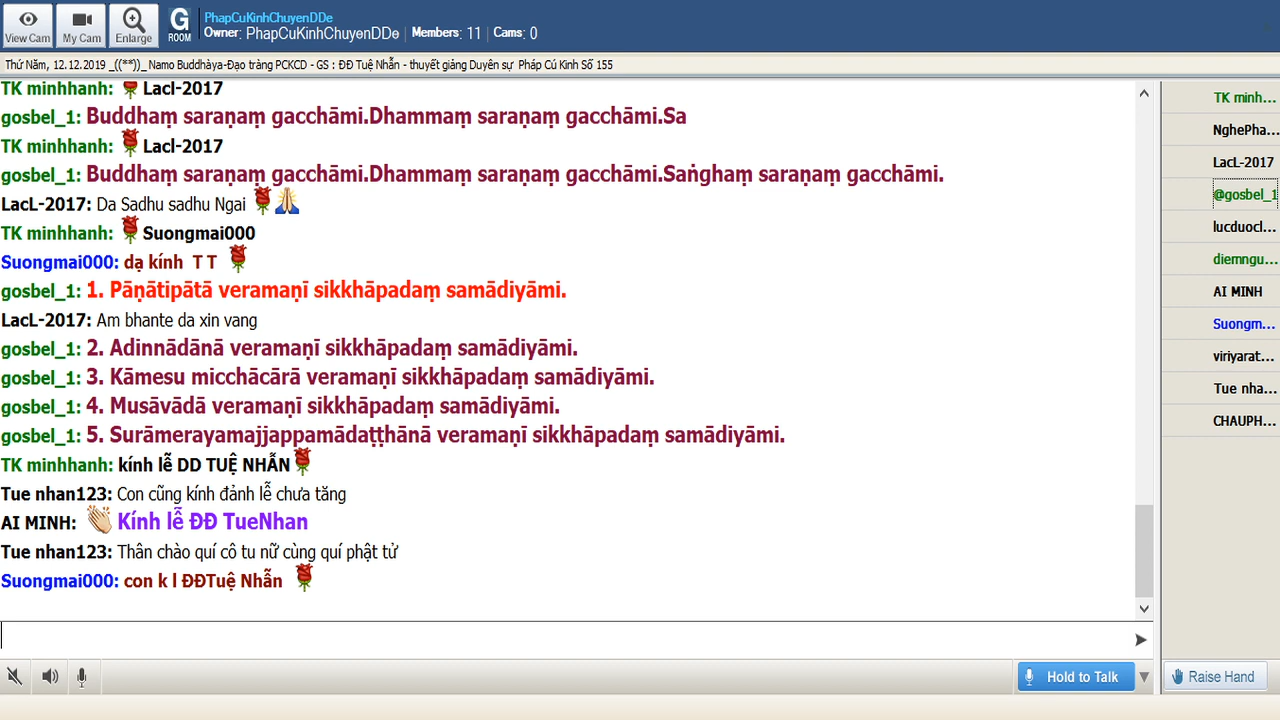 View Cam
My Cam
Enlarge
G
ROOM
PhapCuKinhChuyenDDe
Owner: PhapCuKinhChuyenDDe | Members: 11 | Cams: 0
Thứ Năm, 12.12.2019 _((**))_ Namo Buddhàya-Đạo tràng PCKCD - GS : ĐĐ Tuệ Nhẫn - thuyết giảng Duyên sự Pháp Cú Kinh Số 155
TK minhhanh: Lacl-2017
gosbel_1: Buddhaṃ saraṇaṃ gacchāmi.Dhammaṃ saraṇaṃ gacchāmi.Sa
TK minhhanh: Lacl-2017
gosbel_1: Buddhaṃ saraṇaṃ gacchāmi.Dhammaṃ saraṇaṃ gacchāmi.Saṅghaṃ saraṇaṃ gacchāmi.
LacL-2017: Da Sadhu sadhu Ngai
TK minhhanh: Suongmai000
Suongmai000: dạ kính T T
gosbel_1: 1. Pāṇātipātā veramaṇī sikkhāpadaṃ samādiyāmi.
LacL-2017: Am bhante da xin vang
gosbel_1: 2. Adinnādānā veramaṇī sikkhāpadaṃ samādiyāmi.
gosbel_1: 3. Kāmesu micchācārā veramaṇī sikkhāpadaṃ samādiyāmi.
gosbel_1: 4. Musāvādā veramaṇī sikkhāpadaṃ samādiyāmi.
gosbel_1: 5. Surāmerayamajjappamādaṭṭhānā veramaṇī sikkhāpadaṃ samādiyāmi.
TK minhhanh: kính lễ DD TUỆ NHẪN
Tue nhan123: Con cũng kính đảnh lễ chưa tăng
AI MINH: Kính lễ ĐĐ TueNhan
Tue nhan123: Thân chào quí cô tu nữ cùng quí phật tử
Suongmai000: con k l ĐĐTuệ Nhẫn
TK minh...
NghePha...
LacL-2017
@gosbel_1
lucduocl...
diemngu...
AI MINH
Suongm...
viriyarat...
Tue nha...
CHAUPH...
Hold to Talk
Raise Hand